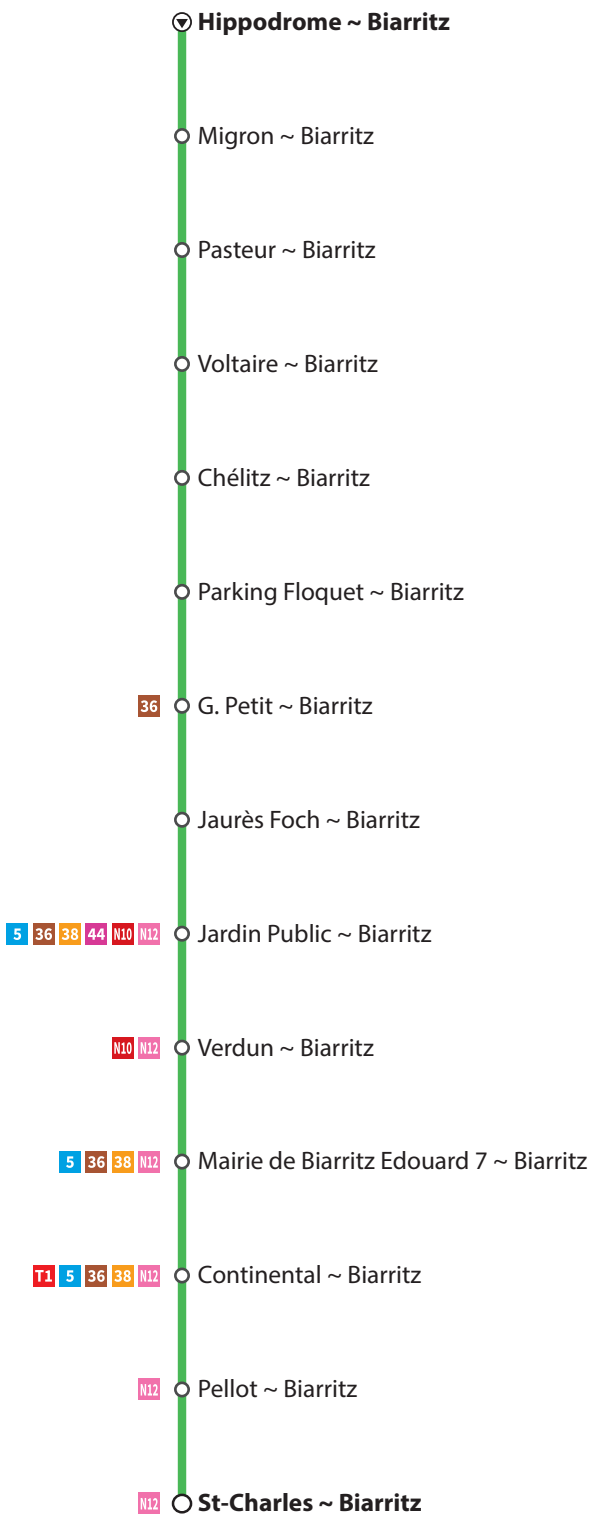 Hippodrome ~ Biarritz
Migron ~ Biarritz
Pasteur ~ Biarritz
Voltaire ~ Biarritz
Chélitz ~ Biarritz
Parking Floquet ~ Biarritz
36 G. Petit ~ Biarritz
Jaurès Foch ~ Biarritz
5 36 38 44 N10 N12 Jardin Public ~ Biarritz
N10 N12 Verdun ~ Biarritz
5 36 38 N12 Mairie de Biarritz Edouard 7 ~ Biarritz
T1 5 36 38 N12 Continental ~ Biarritz
N12 Pellot ~ Biarritz
N12 St-Charles ~ Biarritz